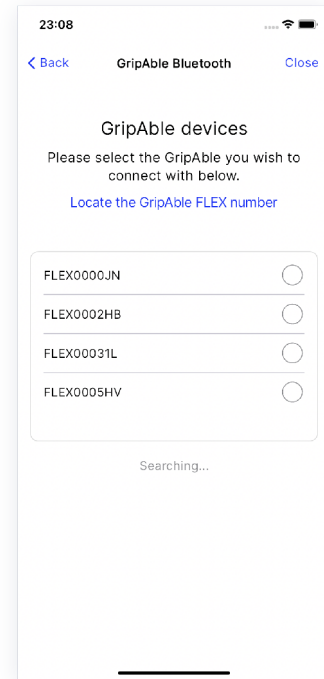 23:08
Back GripAble Bluetooth Close
GripAble devices
Please select the GripAble you wish to
connect with below.
Locate the GripAble FLEX number
FLEX0000JN
FLEX0002HB
FLEX00031L
FLEX0005HV
Searching...